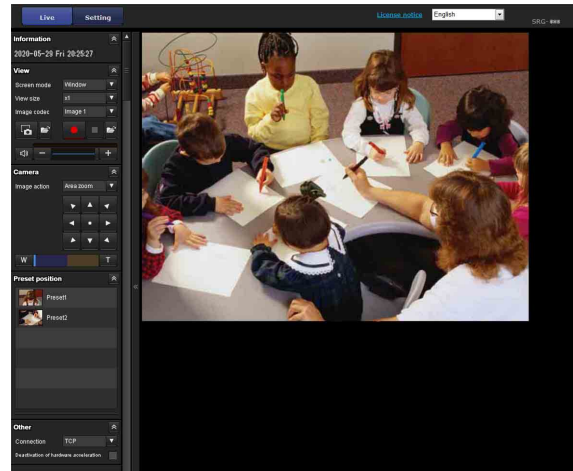 Live Setting
License notice English
SRG-
Information
2020-05-29 Fri 20:25:27
View
Screen mode Window
View size x1
Image codec Image 1
Camera
Image action Area zoom
W T
Preset position
Preset1
Preset2
Other
Connection TCP
Deactivation of hardware acceleration